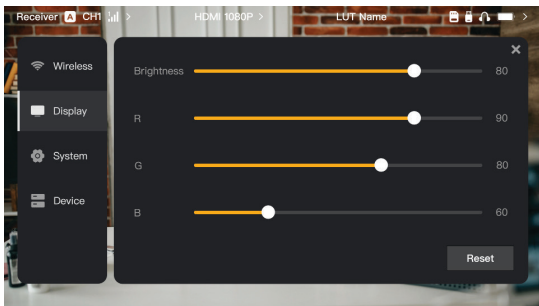 Receiver A CH1 > HDMI 1080P > LUT Name >
Wireless
Display
System
Device
Brightness 80
R 90
G 80
B 60
Reset